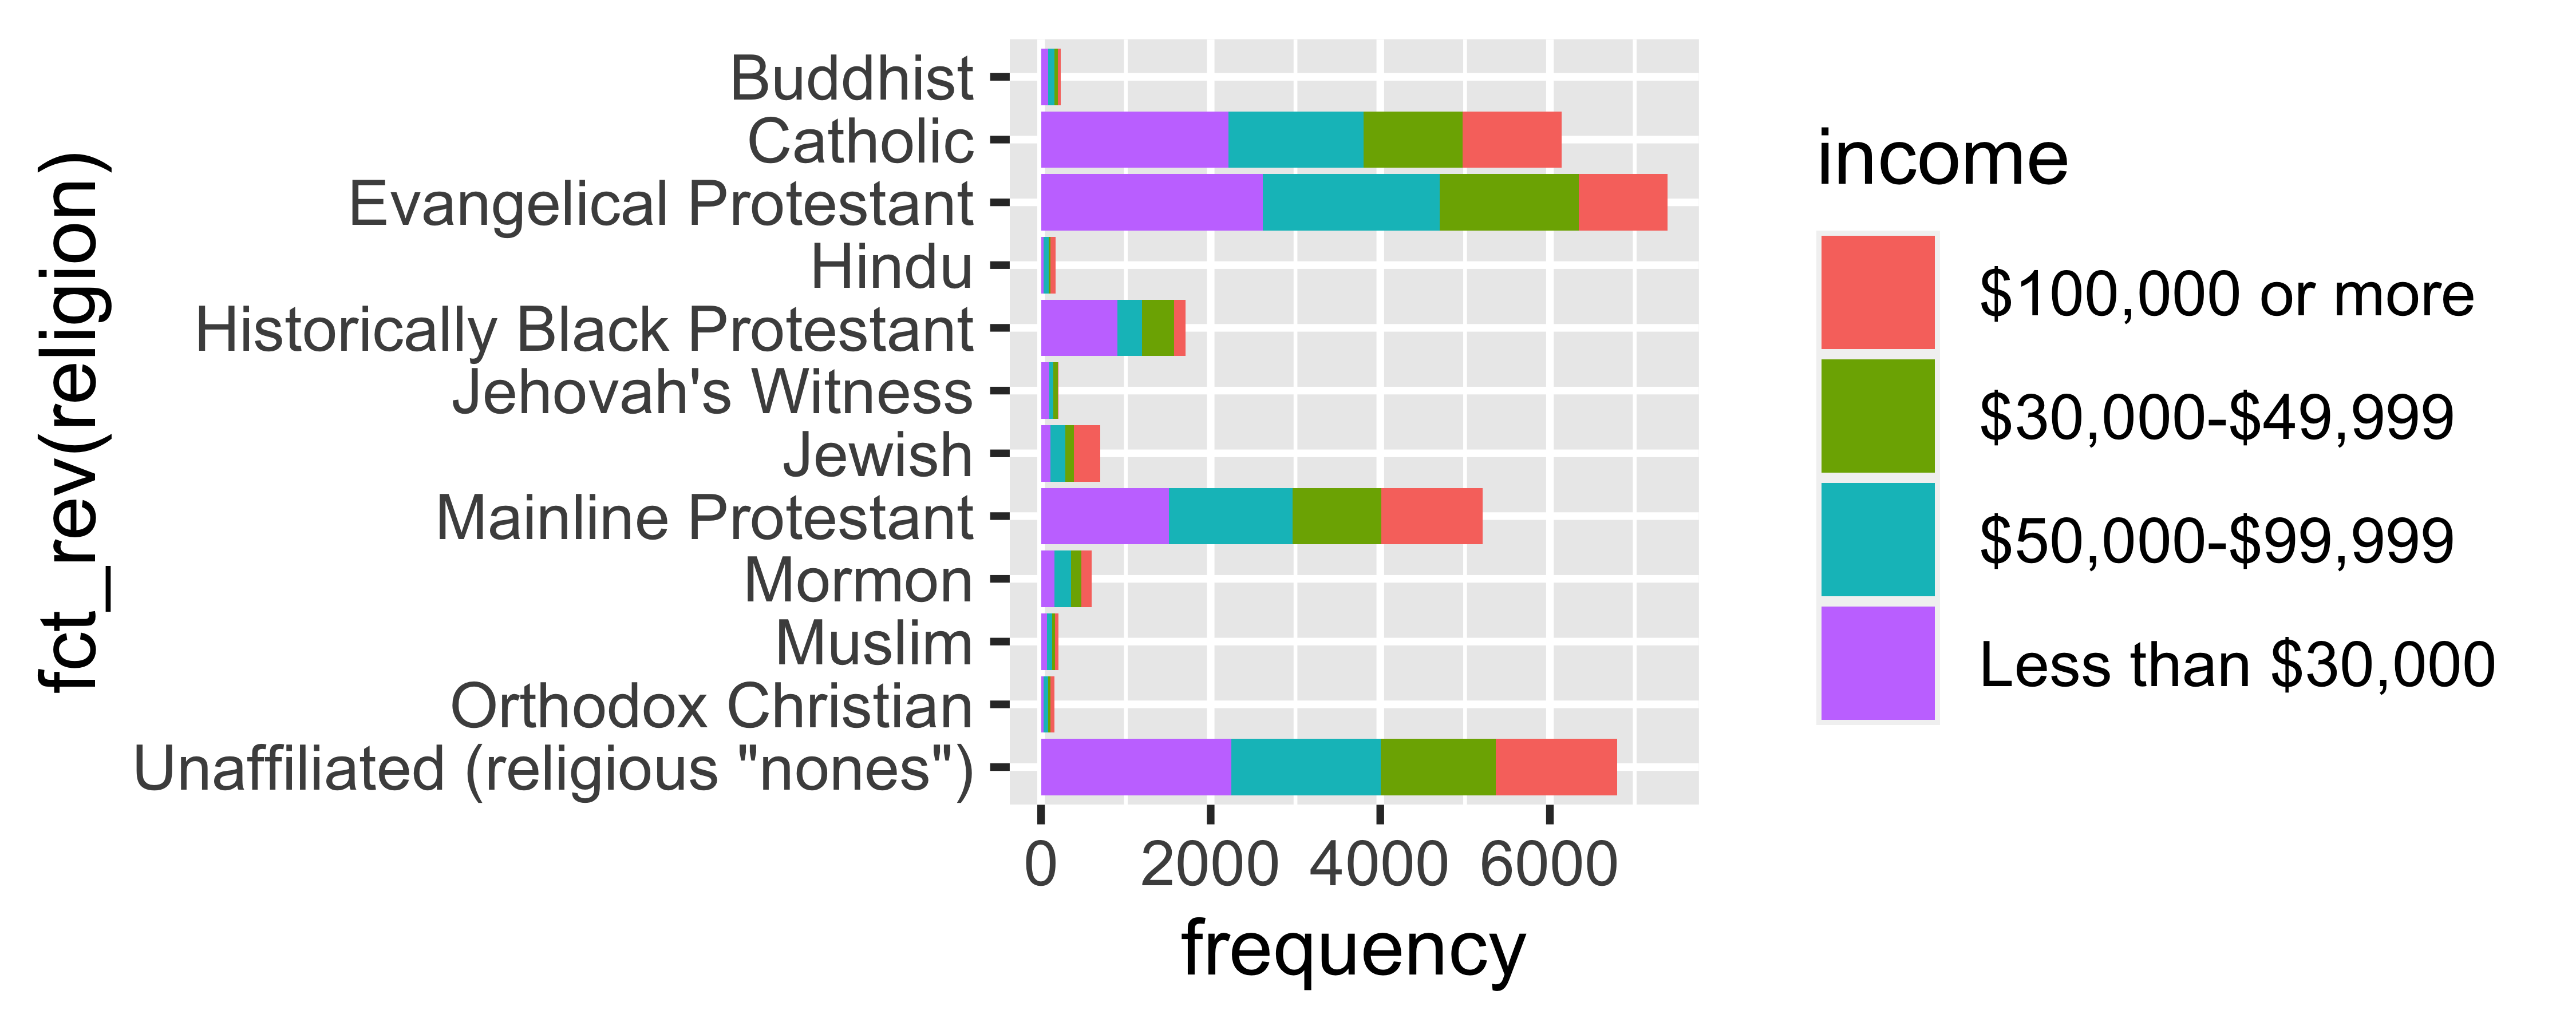 fct_rev(religion)
Buddhist
Catholic
Evangelical Protestant
Hindu
Historically Black Protestant
Jehovah's Witness
Jewish
Mainline Protestant
Mormon
Muslim
Orthodox Christian
Unaffiliated (religious "nones")
0 2000 4000 6000
frequency
income
$100,000 or more
$30,000-$49,999
$50,000-$99,999
Less than $30,000